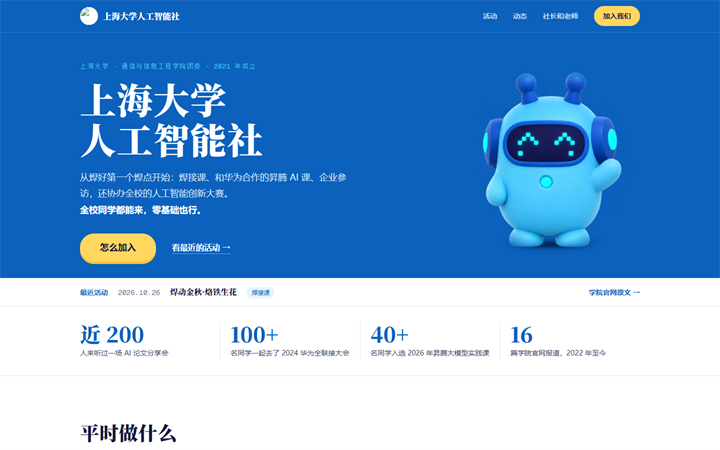 上海大学人工智能社
活动 动态 社长和老师 加入我们
上海大学 · 通信与信息工程学院团委 · 2021 年成立
上海大学
人工智能社
从焊好第一个焊点开始：焊接课、和华为合作的昇腾 AI 课、企业参
访，还协办全校的人工智能创新大赛。
全校同学都能来，零基础也行。
怎么加入 看最近的活动 →
最近活动 2026.10.26 焊动金秋·烙铁生花 焊接课 学院官网原文 →
近 200 100+ 40+ 16
人来听过一场 AI 论文分享会 名同学一起去了 2024 华为全联接大会 名同学入选 2026 年昇腾大模型实践课 篇学院官网报道，2022 年至今
平时做什么